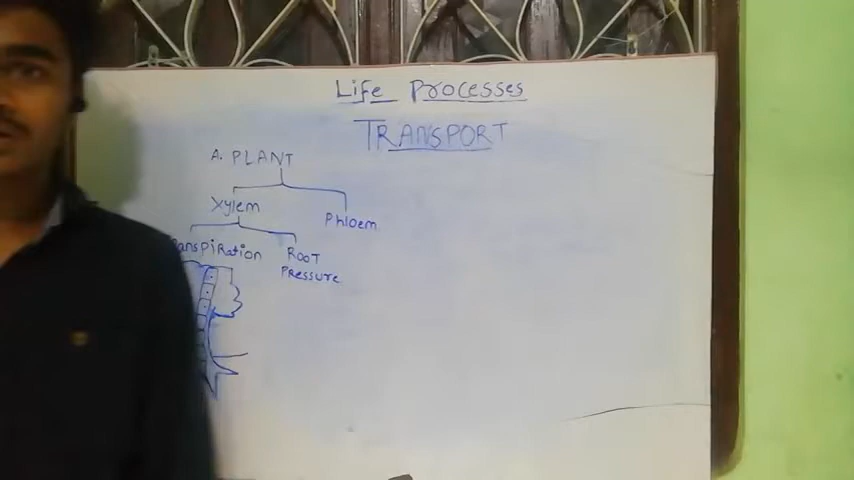 Life Processes
TRANSPORT
A. PLANT
Xylem
Phloem
ROOT
PRESSURE